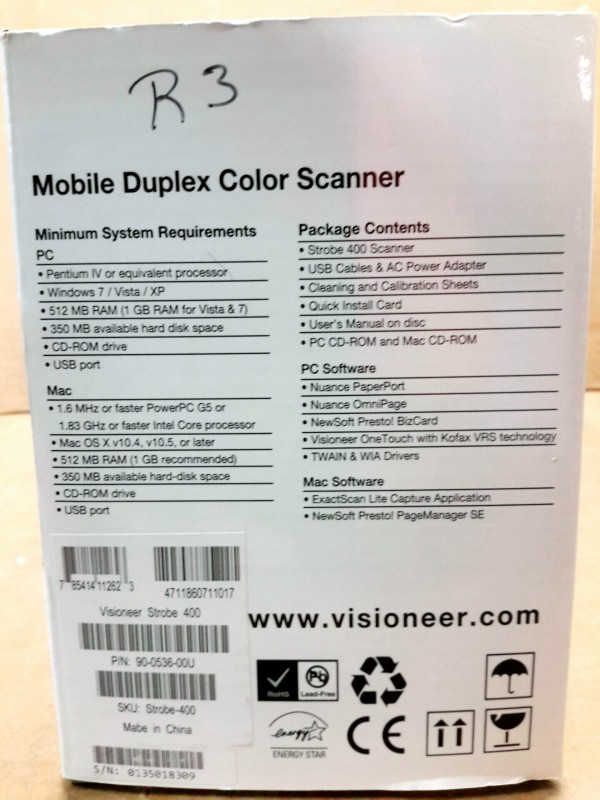 R 3
Mobile Duplex Color Scanner
Minimum System Requirements
PC
• Pentium IV or equivalent processor
• Windows 7 / Vista / XP
• 512 MB RAM (1 GB RAM for Vista & 7)
• 350 MB available hard disk space
• CD-ROM drive
• USB port
Mac
• 1.6 MHz or faster PowerPC G5 or
1.83 GHz or faster Intel Core processor
• Mac OS X v10.4, v10.5, or later
• 512 MB RAM (1 GB recommended)
• 350 MB available hard-disk space
• CD-ROM drive
• USB port
Package Contents
• Strobe 400 Scanner
• USB Cables & AC Power Adapter
• Cleaning and Calibration Sheets
• Quick Install Card
• User's Manual on disc
• PC CD-ROM and Mac CD-ROM
PC Software
• Nuance PaperPort
• Nuance OmniPage
• NewSoft Presto! BizCard
• Visioneer OneTouch with Kofax VRS technology
• TWAIN & WIA Drivers
Mac Software
• ExactScan Lite Capture Application
• NewSoft Presto! PageManager SE
7 85414 11262 3
4711860711017
Visioneer Strobe 400
P/N: 90-0536-00U
SKU: Strobe-400
Made in China
S/N: 0135018309
www.visioneer.com
RoHS
Pb
Lead-Free
energy
ENERGY STAR
CE